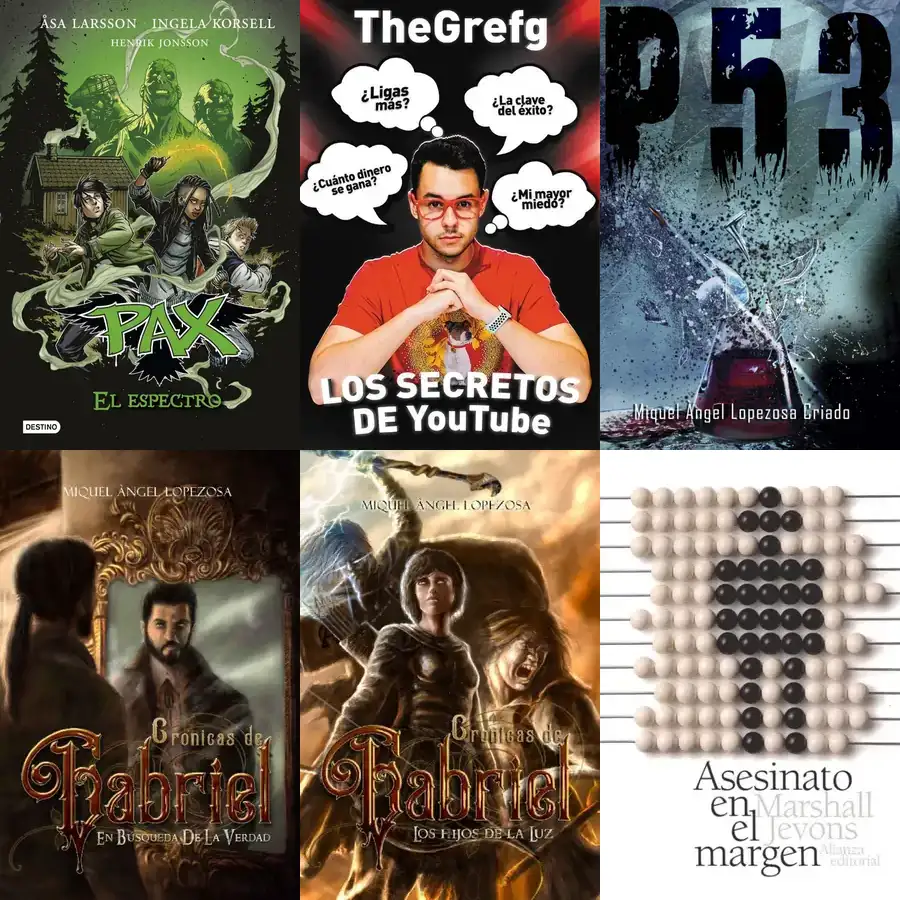 ÅSA LARSSON INGELA KORSELL
HENRIK JONSSON
PAX
EL ESPECTRO
DESTINO
TheGrefg
¿Ligas
más?
¿La clave
del éxito?
¿Cuánto dinero
se gana?
¿Mi mayor
miedo?
LOS SECRETOS
DE YouTube
P53
Miquel Àngel Lopezosa Criado
MIQUEL ÀNGEL LOPEZOSA
Crónicas de
Gabriel
EN BÚSQUEDA DE LA VERDAD
MIQUEL ÀNGEL LOPEZOSA
Crónicas de
Gabriel
LOS HIJOS DE LA LUZ
Asesinato
en Marshall
el Jevons
margen Alianza
editorial